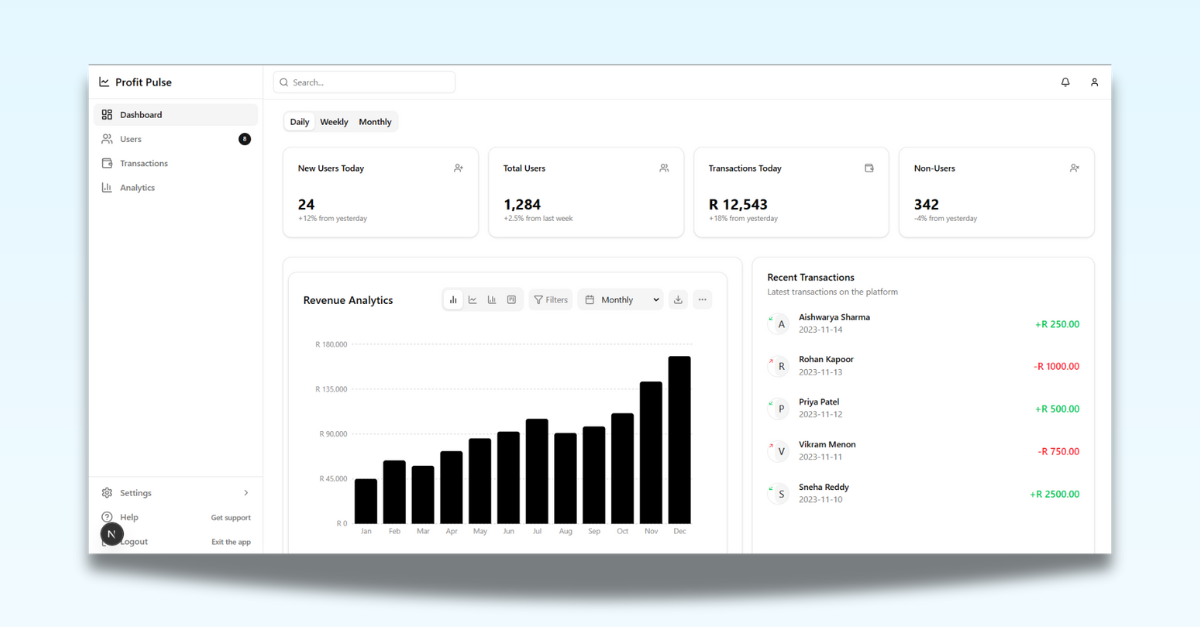 Profit Pulse
Search...
Dashboard
Users 8
Transactions
Analytics
Settings
Help Get support
N
Logout Exit the app
Daily Weekly Monthly
New Users Today
24
+12% from yesterday
Total Users
1,284
+2.5% from last week
Transactions Today
R 12,543
+18% from yesterday
Non-Users
342
-4% from yesterday
Revenue Analytics
Filters
Monthly
R 180.000
R 135.000
R 90.000
R 45.000
R 0
Jan Feb Mar Apr May Jun Jul Aug Sep Oct Nov Dec
Recent Transactions
Latest transactions on the platform
A Aishwarya Sharma +R 250.00
2023-11-14
R Rohan Kapoor -R 1000.00
2023-11-13
P Priya Patel +R 500.00
2023-11-12
V Vikram Menon -R 750.00
2023-11-11
S Sneha Reddy +R 2500.00
2023-11-10